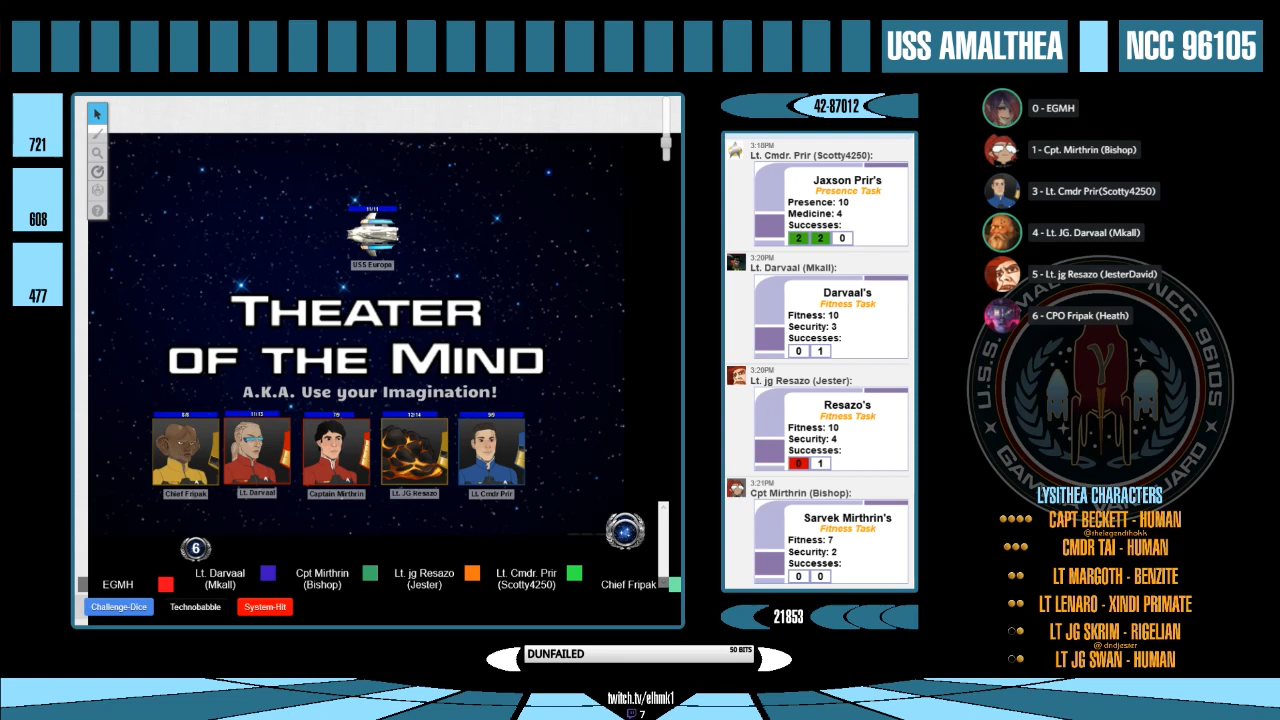 USS AMALTHEA
NCC 96105
721
608
477
42-87012
11/11
USS Europa
THEATER
OF THE MIND
A.K.A. Use your Imagination!
8/8
11/13
7/9
12/14
9/9
Chief Fripak
Lt. Darvaal
Captain Mirthrin
Lt. JG Resazo
Lt Cmdr Prir
6
EGMH
Lt. Darvaal
(Mkall)
Cpt Mirthrin
(Bishop)
Lt. jg Resazo
(Jester)
Lt. Cmdr. Prir
(Scotty4250)
Chief Fripak
Challenge-Dice
Technobabble
System-Hit
3:18PM
Lt. Cmdr. Prir (Scotty4250):
Jaxson Prir's
Presence Task
Presence: 10
Medicine: 4
Successes:
2 2 0
3:20PM
Lt. Darvaal (Mkall):
Darvaal's
Fitness Task
Fitness: 10
Security: 3
Successes:
0 1
3:20PM
Lt. jg Resazo (Jester):
Resazo's
Fitness Task
Fitness: 10
Security: 4
Successes:
0 1
3:21PM
Cpt Mirthrin (Bishop):
Sarvek Mirthrin's
Fitness Task
Fitness: 7
Security: 2
Successes:
0 0
21853
0 - EGMH
1 - Cpt. Mirthrin (Bishop)
3 - Lt. Cmdr Prir(Scotty4250)
4 - Lt. JG. Darvaal (Mkall)
5 - Lt. jg Resazo (JesterDavid)
6 - CPO Fripak (Heath)
NCC 96105
LYSITHEA CHARACTERS
CAPT BECKETT - HUMAN
@thelegendthokk
CMDR TAI - HUMAN
LT MARGOTH - BENZITE
LT LENARO - XINDI PRIMATE
LT JG SKRIM - RIGELIAN
@dndjester
LT JG SWAN - HUMAN
DUNFAILED
50 BITS
twitch.tv/elhmk1
7